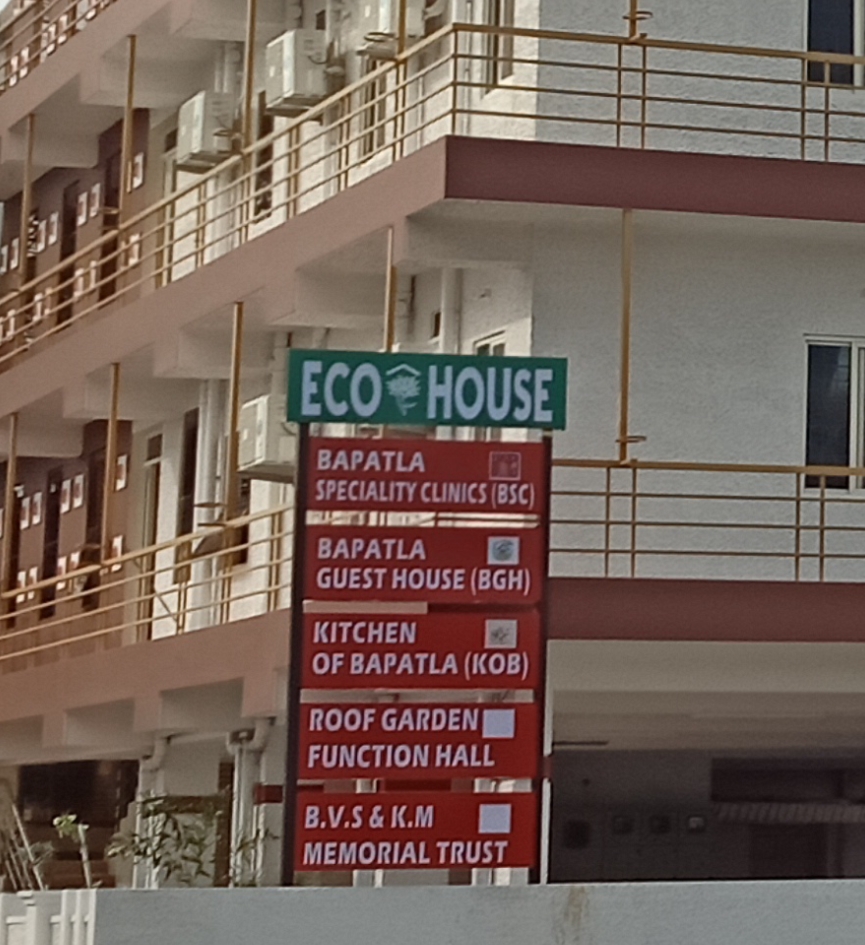 ECO HOUSE
BAPATLA
SPECIALITY CLINICS (BSC)
BAPATLA
GUEST HOUSE (BGH)
KITCHEN
OF BAPATLA (KOB)
ROOF GARDEN
FUNCTION HALL
B.V.S & K.M
MEMORIAL TRUST